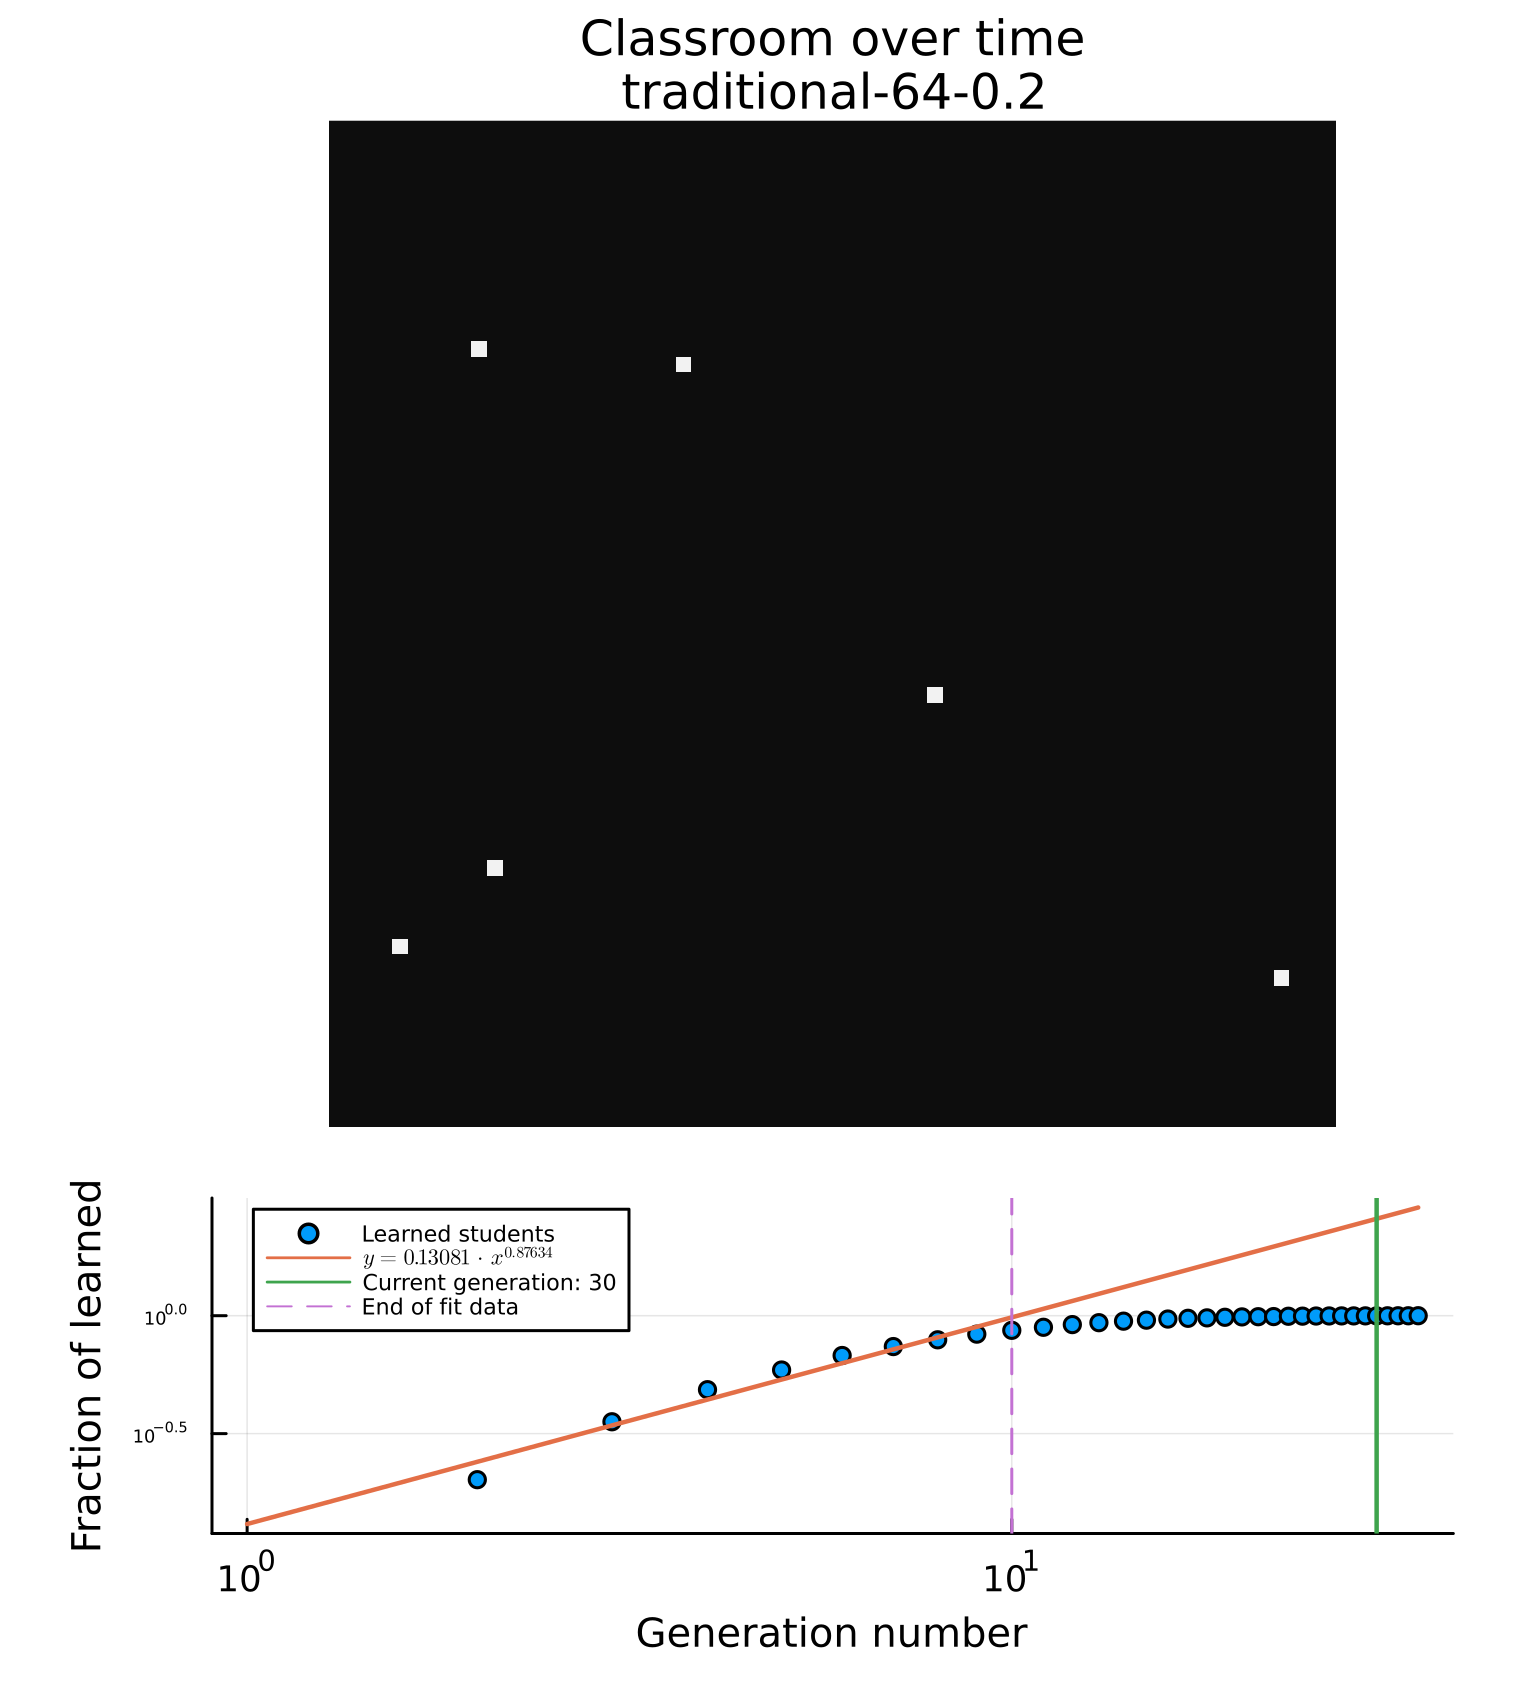 Classroom over time
traditional-64-0.2
Fraction of learned
Learned students
y = 0.13081 · x^0.87634
Current generation: 30
End of fit data
10^0.0
10^−0.5
10^0
10^1
Generation number